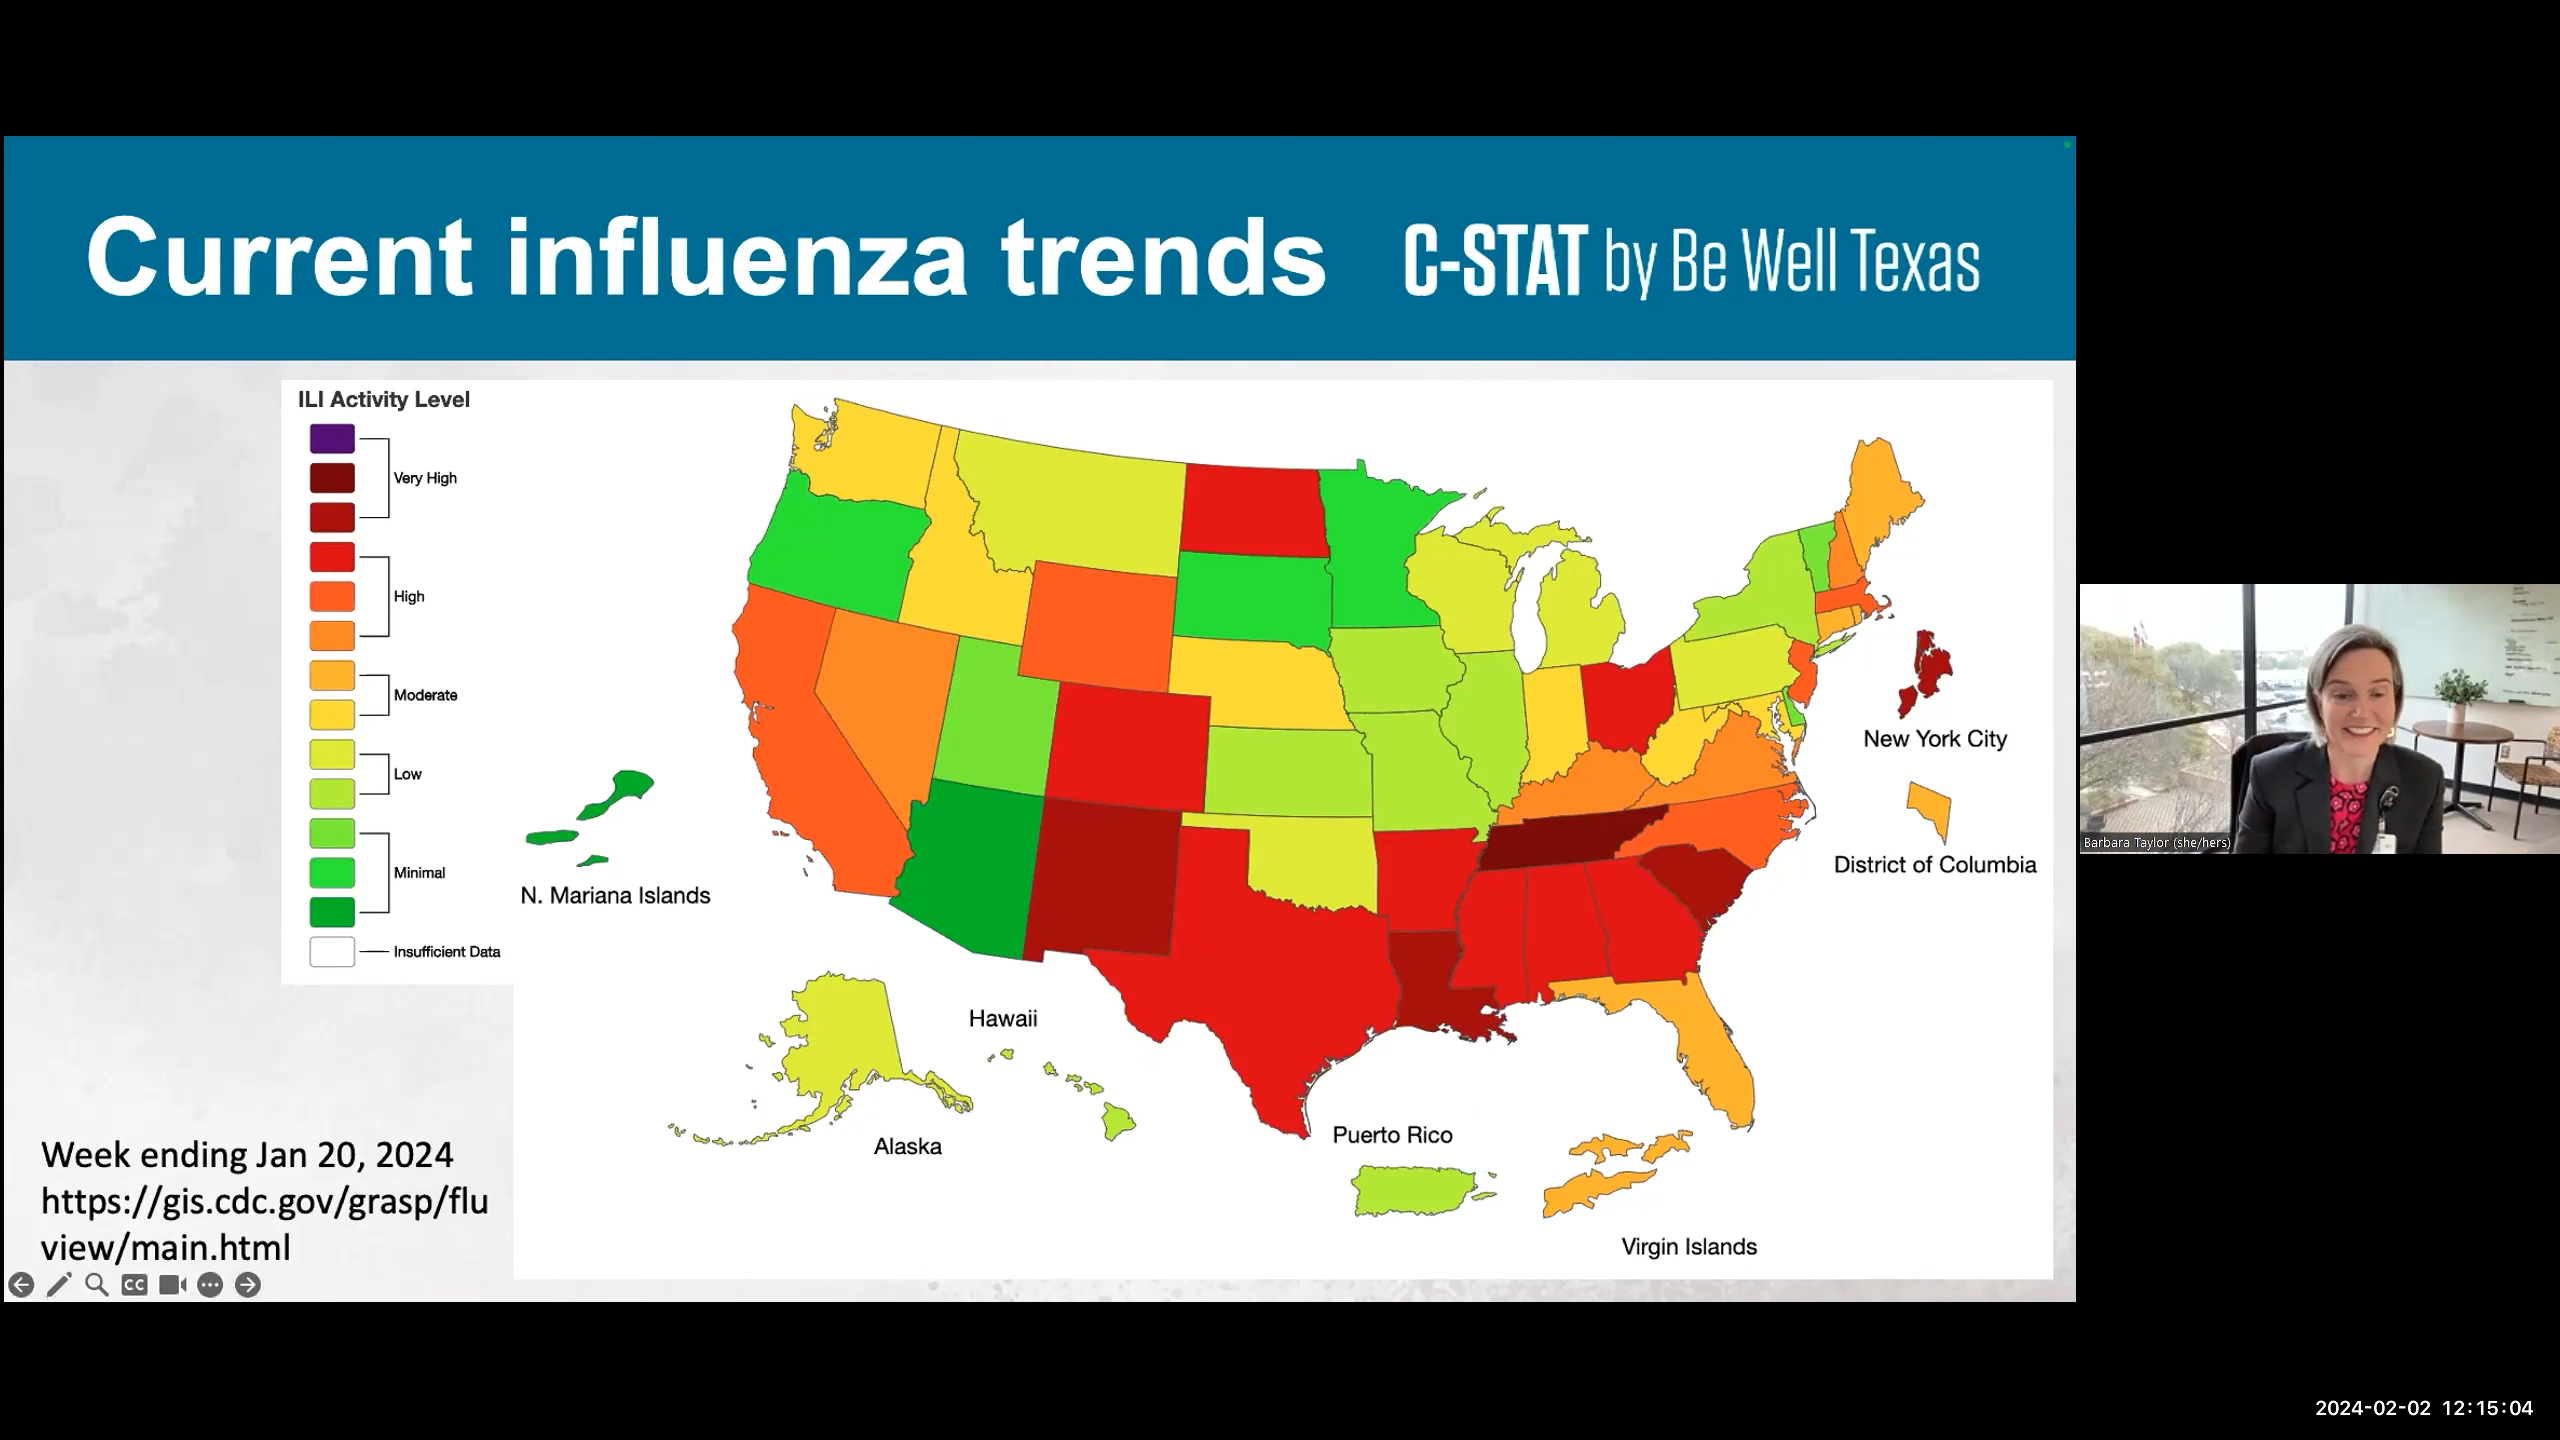 Current influenza trends
C-STAT by Be Well Texas
ILI Activity Level
Very High
High
Moderate
Low
Minimal
Insufficient Data
N. Mariana Islands
New York City
District of Columbia
Hawaii
Alaska
Puerto Rico
Virgin Islands
Week ending Jan 20, 2024
https://gis.cdc.gov/grasp/flu
view/main.html
CC
Barbara Taylor (she/hers)
2024-02-02 12:15:04